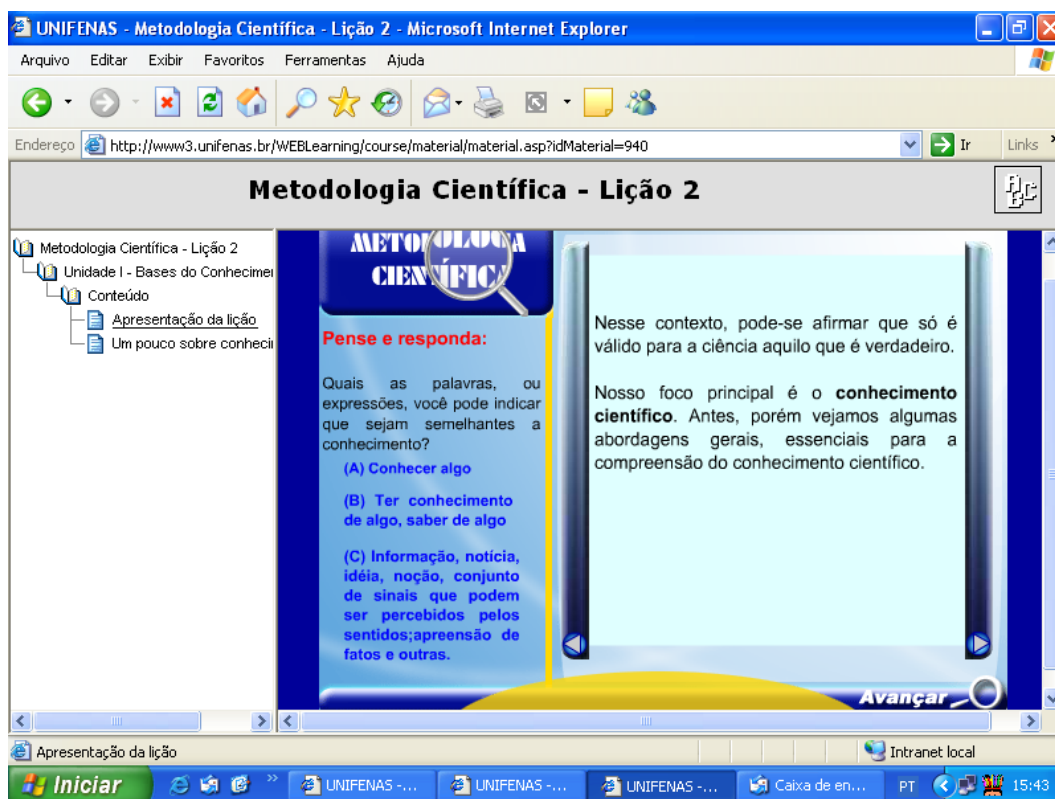 UNIFENAS - Metodologia Científica - Lição 2 - Microsoft Internet Explorer
Arquivo Editar Exibir Favoritos Ferramentas Ajuda
Endereço http://www3.unifenas.br/WEBLearning/course/material/material.asp?idMaterial=940 Ir Links
Metodologia Científica - Lição 2
ABC
Metodologia Científica - Lição 2
Unidade I - Bases do Conhecimen
Conteúdo
Apresentação da lição
Um pouco sobre conheci
METODOLOGIA
CIENTÍFICA
Pense e responda:
Quais as palavras, ou
expressões, você pode indicar
que sejam semelhantes a
conhecimento?
(A) Conhecer algo
(B) Ter conhecimento
de algo, saber de algo
(C) Informação, notícia,
idéia, noção, conjunto
de sinais que podem
ser percebidos pelos
sentidos;apreensão de
fatos e outras.
Nesse contexto, pode-se afirmar que só é
válido para a ciência aquilo que é verdadeiro.
Nosso foco principal é o conhecimento
científico. Antes, porém vejamos algumas
abordagens gerais, essenciais para a
compreensão do conhecimento científico.
Avançar
Apresentação da lição Intranet local
Iniciar UNIFENAS -... UNIFENAS -... UNIFENAS -... Caixa de en... PT 15:43